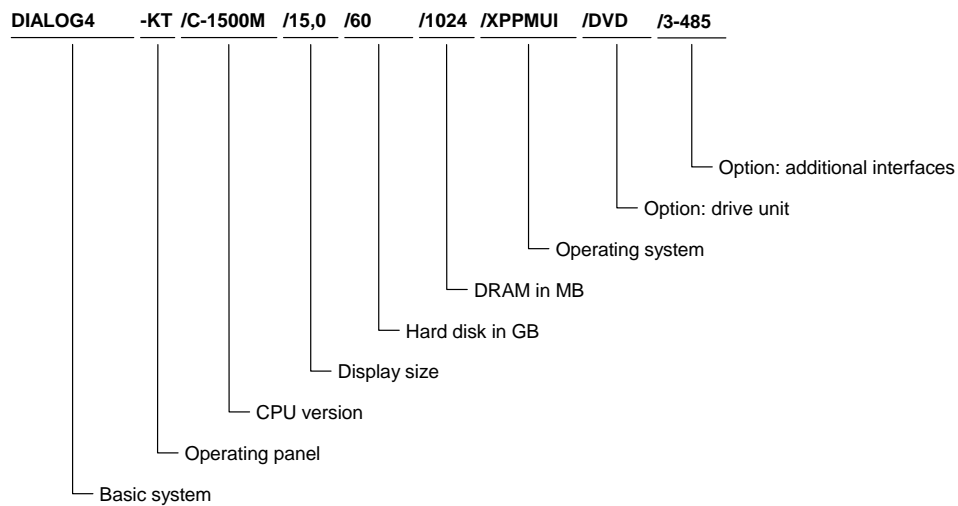 DIALOG4 -KT /C-1500M /15,0 /60 /1024 /XPPMUI /DVD /3-485
Option: additional interfaces
Option: drive unit
Operating system
DRAM in MB
Hard disk in GB
Display size
CPU version
Operating panel
Basic system